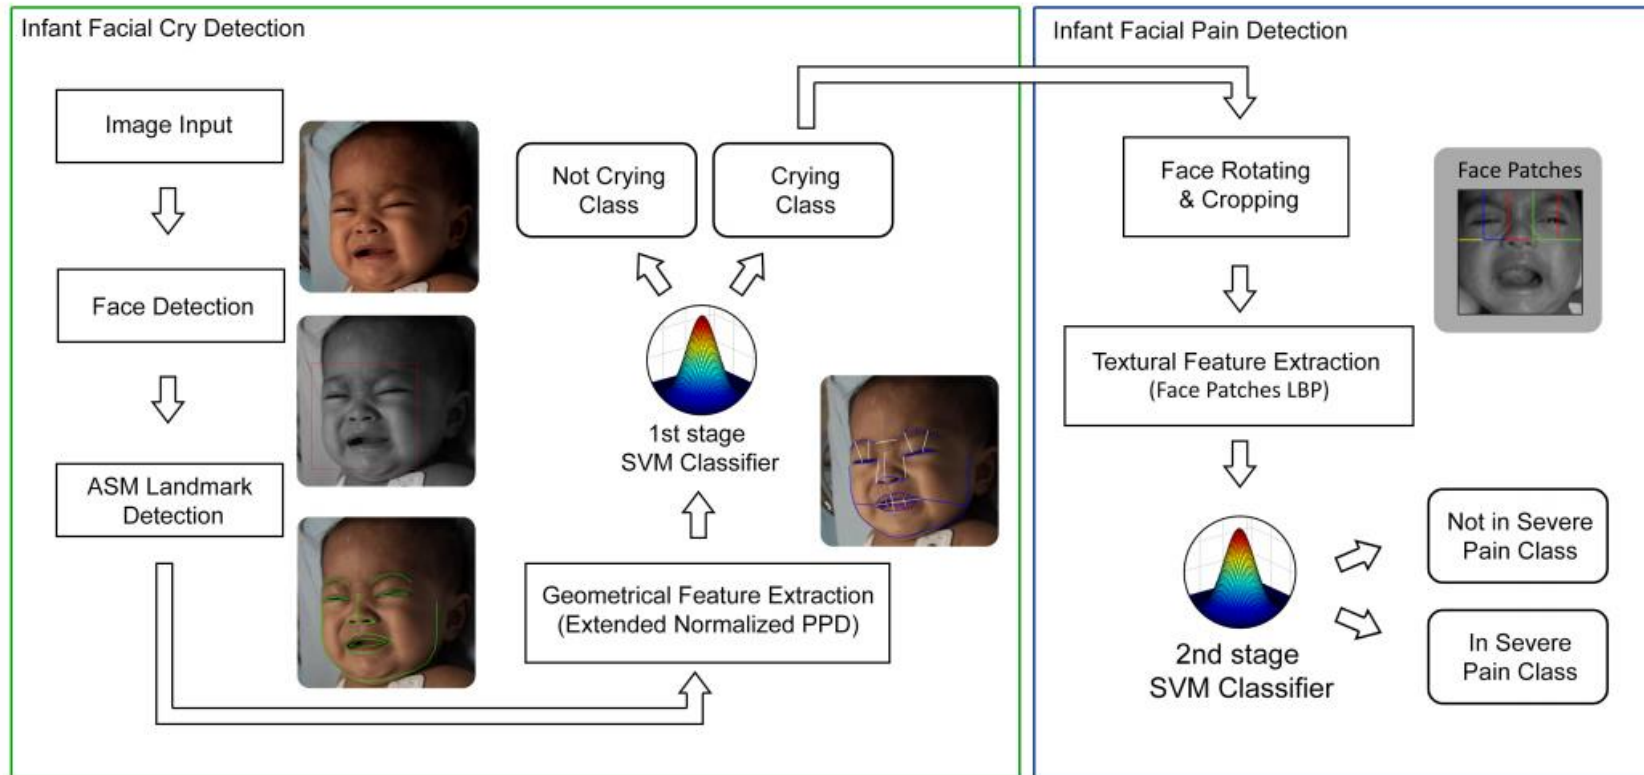 Infant Facial Cry Detection
Image Input
Face Detection
ASM Landmark
Detection
Geometrical Feature Extraction
(Extended Normalized PPD)
1st stage
SVM Classifier
Not Crying
Class
Crying
Class
Infant Facial Pain Detection
Face Rotating
& Cropping
Face Patches
Textural Feature Extraction
(Face Patches LBP)
2nd stage
SVM Classifier
Not in Severe
Pain Class
In Severe
Pain Class